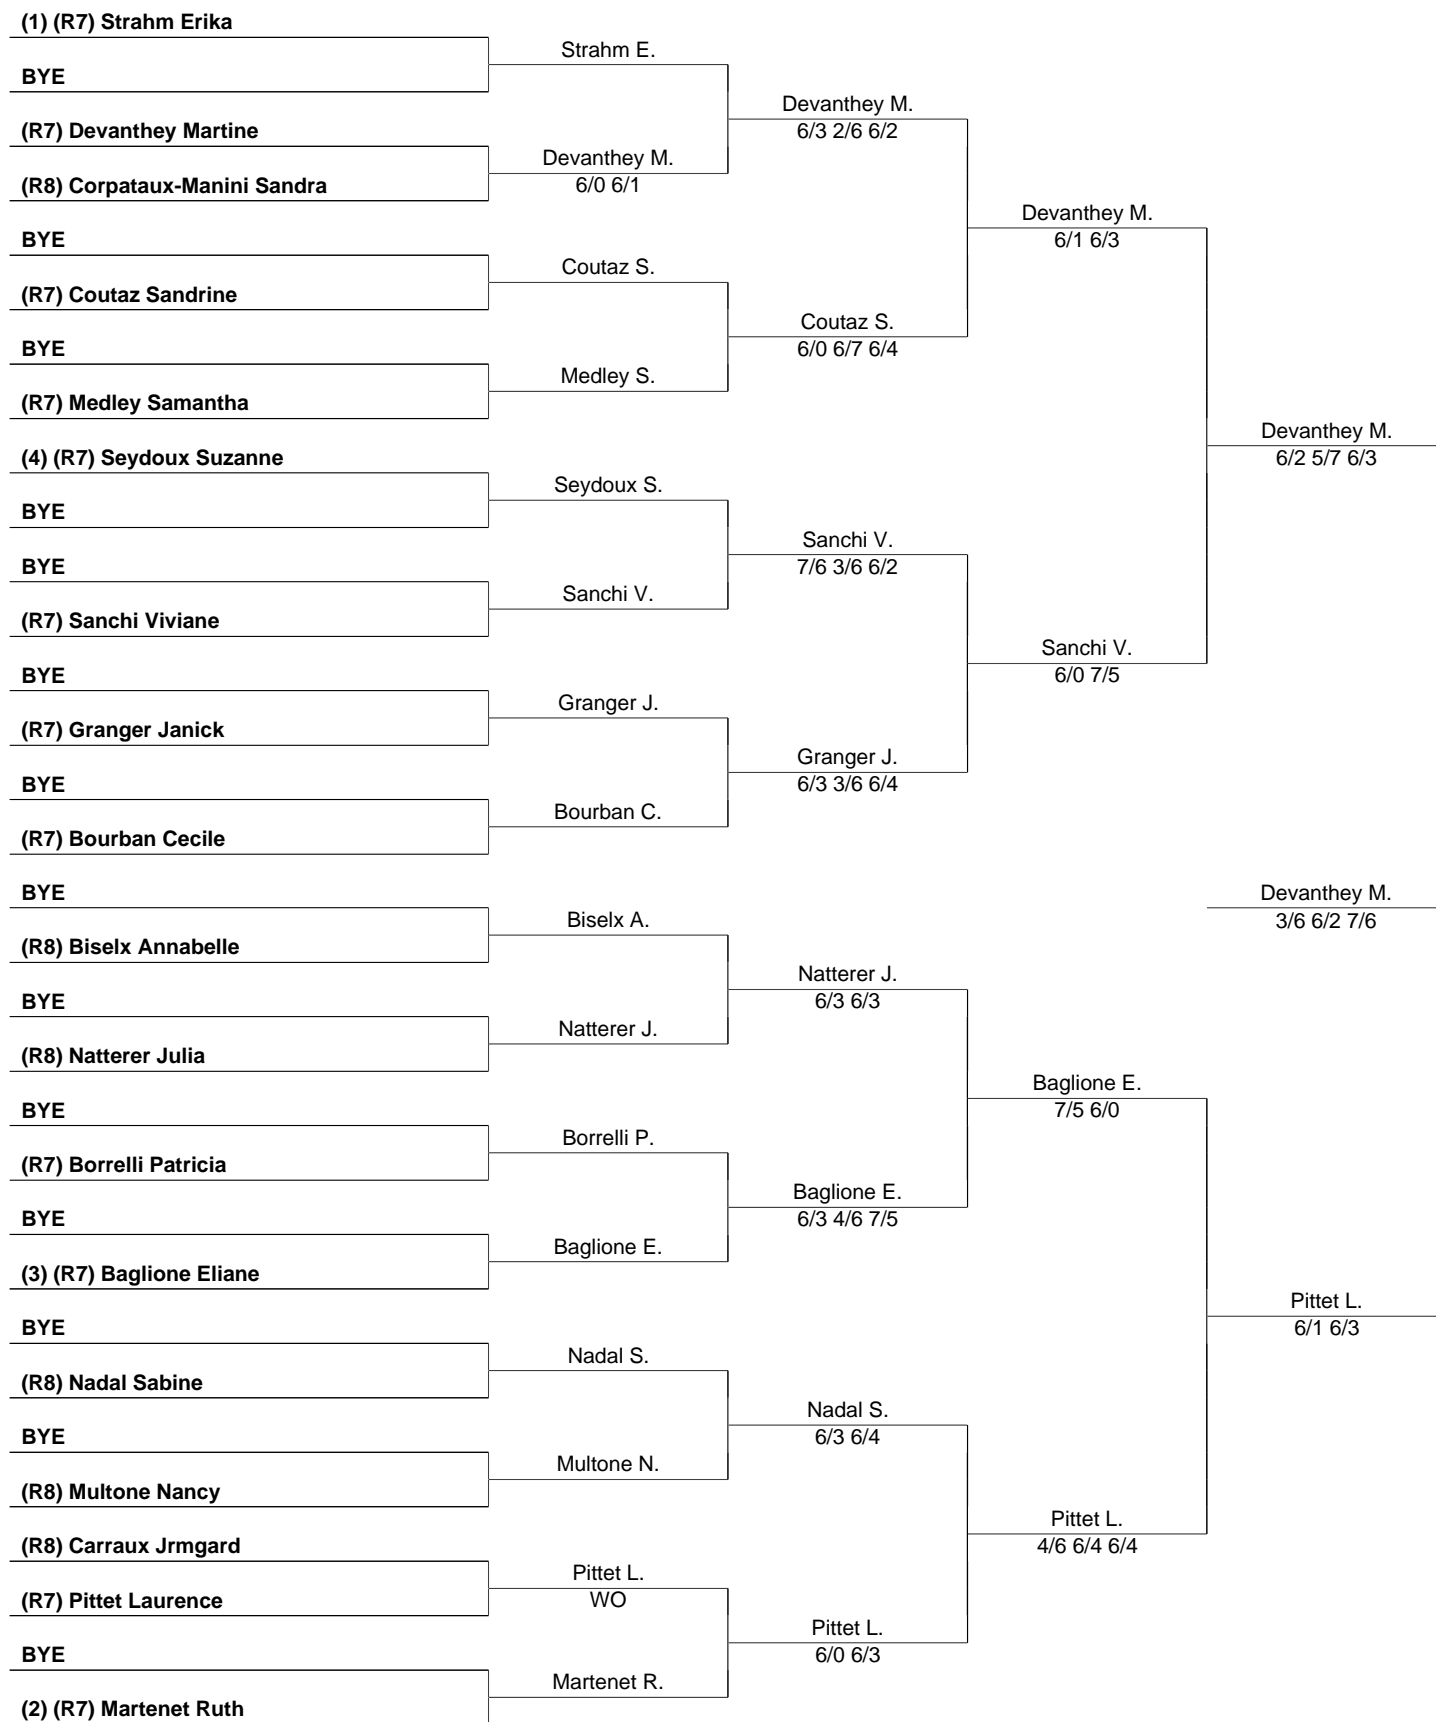 (1) (R7) Strahm Erika
Strahm E.
BYE
Devanthey M.
6/3 2/6 6/2
(R7) Devanthey Martine
Devanthey M.
6/0 6/1
(R8) Corpataux-Manini Sandra
Devanthey M.
6/1 6/3
BYE
Coutaz S.
(R7) Coutaz Sandrine
Coutaz S.
6/0 6/7 6/4
BYE
Medley S.
(R7) Medley Samantha
Devanthey M.
6/2 5/7 6/3
(4) (R7) Seydoux Suzanne
Seydoux S.
BYE
Sanchi V.
7/6 3/6 6/2
BYE
Sanchi V.
(R7) Sanchi Viviane
Sanchi V.
6/0 7/5
BYE
Granger J.
(R7) Granger Janick
Granger J.
6/3 3/6 6/4
BYE
Bourban C.
(R7) Bourban Cecile
BYE
Devanthey M.
3/6 6/2 7/6
Biselx A.
(R8) Biselx Annabelle
Natterer J.
6/3 6/3
BYE
Natterer J.
(R8) Natterer Julia
Baglione E.
7/5 6/0
BYE
Borrelli P.
(R7) Borrelli Patricia
Baglione E.
6/3 4/6 7/5
BYE
Baglione E.
(3) (R7) Baglione Eliane
Pittet L.
6/1 6/3
BYE
Nadal S.
(R8) Nadal Sabine
Nadal S.
6/3 6/4
BYE
Multone N.
(R8) Multone Nancy
Pittet L.
4/6 6/4 6/4
(R8) Carraux Jrmgard
Pittet L.
WO
(R7) Pittet Laurence
Pittet L.
6/0 6/3
BYE
Martenet R.
(2) (R7) Martenet Ruth